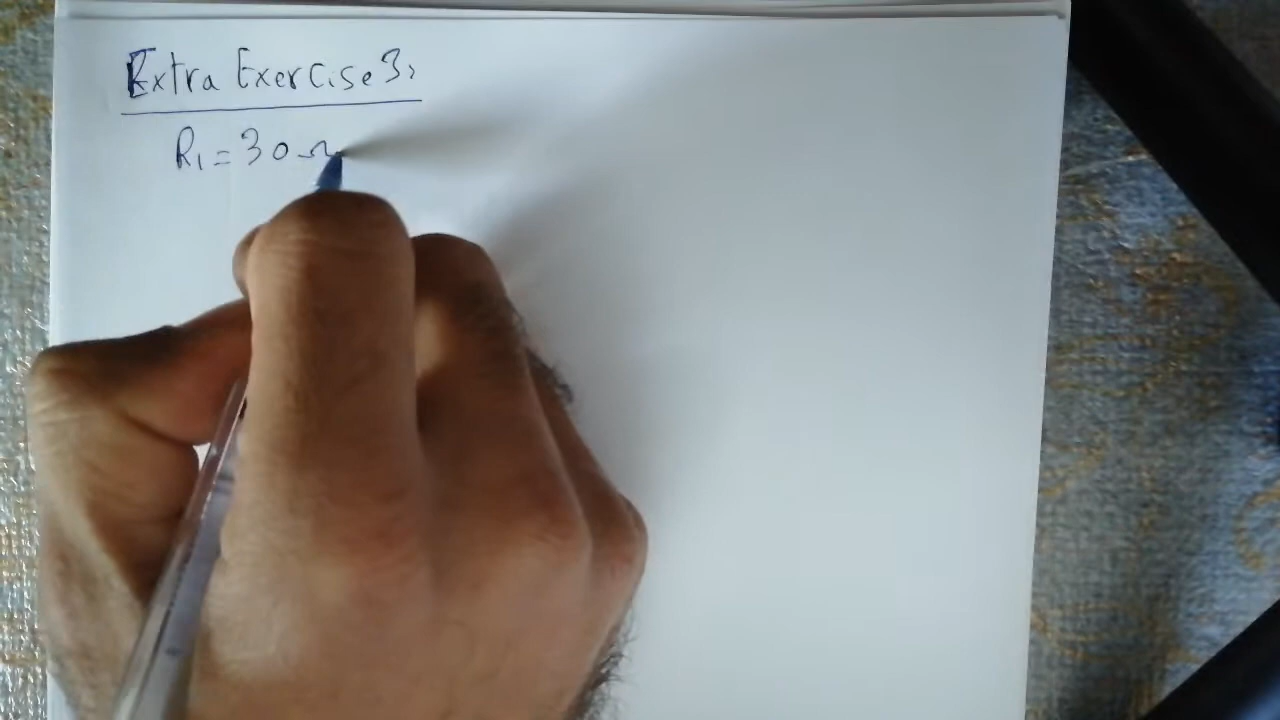 Extra Exercise 3,
R1 = 30 Ω